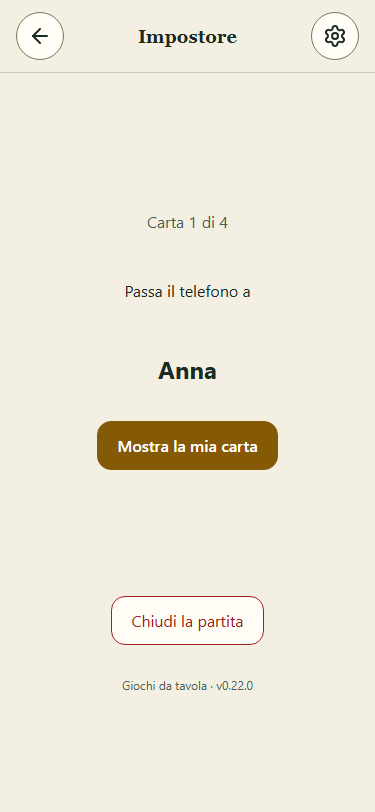 Impostore
Carta 1 di 4
Passa il telefono a
Anna
Mostra la mia carta
Chiudi la partita
Giochi da tavola · v0.22.0